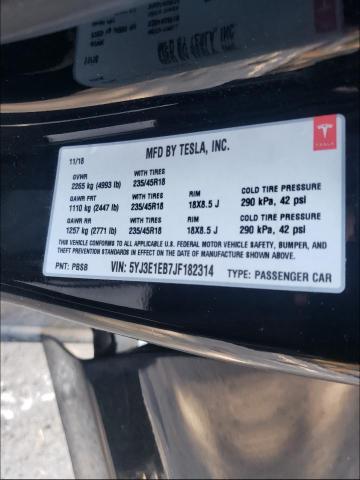 MFD BY TESLA, INC.
TESLA
11/18
GVWR WITH TIRES
2265 kg (4993 lb) 235/45R18
GAWR FRT WITH TIRES RIM COLD TIRE PRESSURE
1110 kg (2447 lb) 235/45R18 18X8.5 J 290 kPa, 42 psi
GAWR RR WITH TIRES RIM COLD TIRE PRESSURE
1257 kg (2771 lb) 235/45R18 18X8.5 J 290 kPa, 42 psi
THIS VEHICLE CONFORMS TO ALL APPLICABLE U.S. FEDERAL MOTOR VEHICLE SAFETY, BUMPER, AND
THEFT PREVENTION STANDARDS IN EFFECT ON THE DATE OF MANUFACTURE SHOWN ABOVE.
PNT: PBSB VIN: 5YJ3E1EB7JF182314 TYPE: PASSENGER CAR